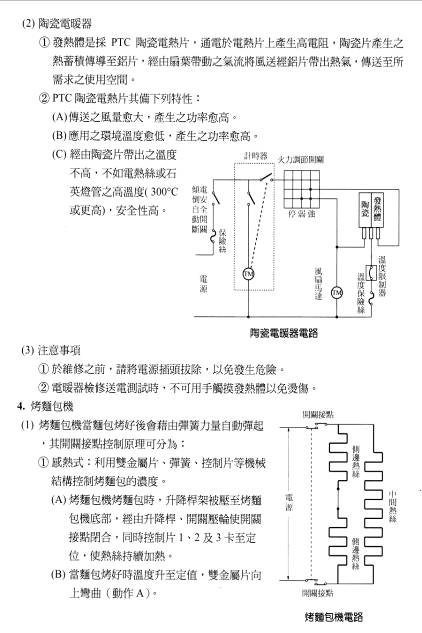 (2) 陶瓷電暖器
① 發熱體是採 PTC 陶瓷電熱片，通電於電熱片上產生高電阻，陶瓷片產生之
熱蓄積傳導至鋁片，經由扇葉帶動之氣流將風送經鋁片帶出熱氣，傳送至所
需求之使用空間。
② PTC 陶瓷電熱片其備下列特性：
(A)傳送之風量愈大，產生之功率愈高。
(B)應用之環境溫度愈低，產生之功率愈高。
(C) 經由陶瓷片帶出之溫度
不高，不如電熱絲或石
英燈管之高溫度( 300°C
或更高)，安全性高。
計時器
火力調節開關
傾倒斷
電安全自動開關
保險絲
電源
TM
停 弱 強
陶瓷
發熱體
風扇馬達
TM
溫度限制器
溫度保險絲
陶瓷電暖器電路
(3) 注意事項
① 於維修之前，請將電源插頭拔除，以免發生危險。
② 電暖器檢修送電測試時，不可用手觸摸發熱體以免燙傷。
4. 烤麵包機
(1) 烤麵包機當麵包烤好後會藉由彈簧力量自動彈起
，其開關接點控制原理可分為：
① 感熱式：利用雙金屬片、彈簧、控制片等機械
結構控制烤麵包的濃度。
(A) 烤麵包機烤麵包時，升降桿架被壓至烤麵
包機底部，經由升降桿、開關壓輪使開關
接點閉合，同時控制片 1、2 及 3 卡至定
位，使熱絲持續加熱。
(B) 當麵包烤好時溫度升至定值，雙金屬片向
上彎曲（動作 A）。
開關接點
電源
側邊熱絲
中間熱絲
側邊熱絲
開關接點
烤麵包機電路